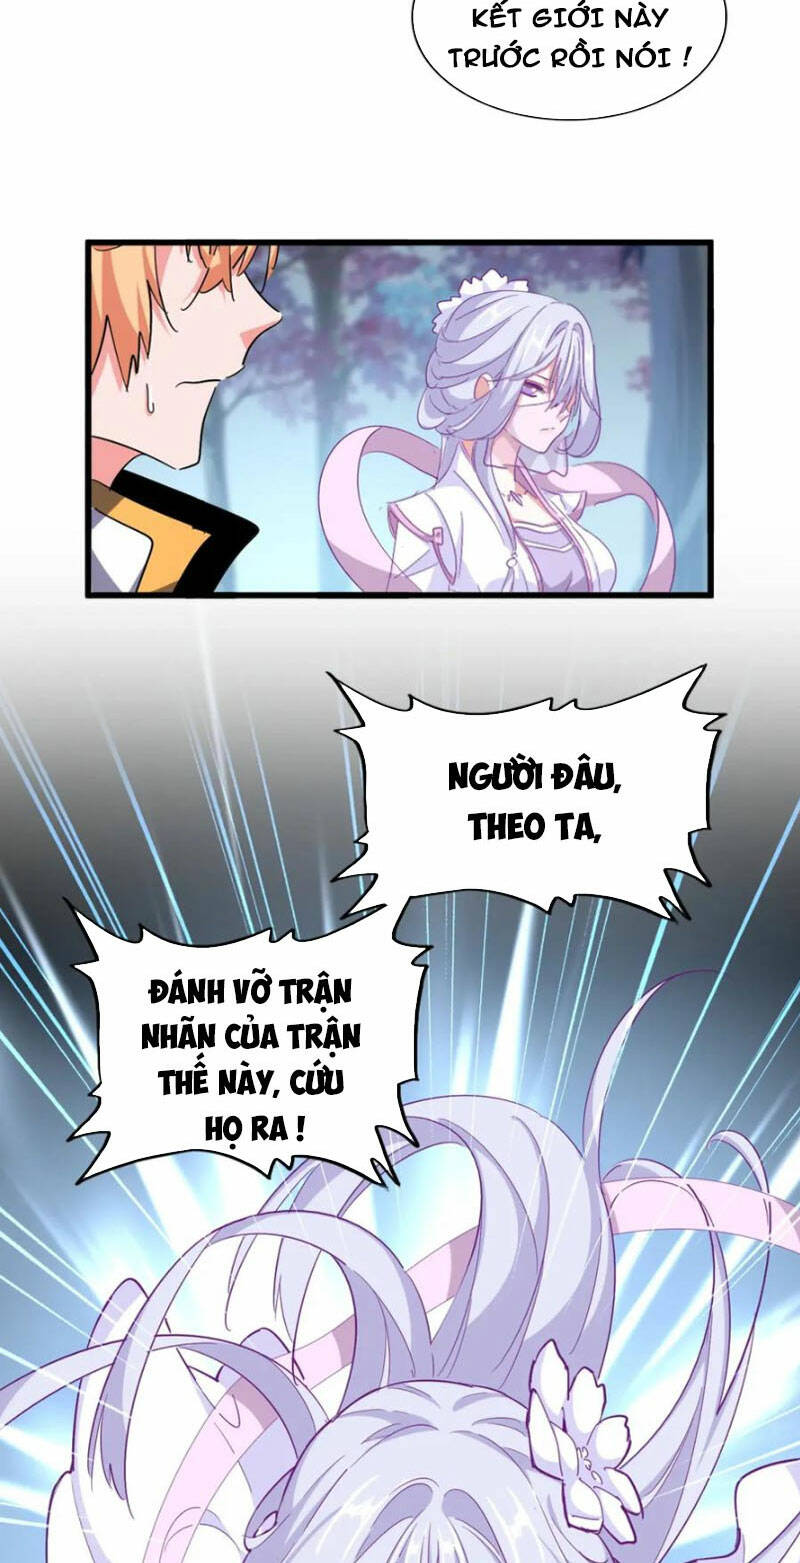 KẾT GIỚI NÀY
TRƯỚC RỒI NÓI !
NGƯỜI ĐÂU,
THEO TA,
ĐÁNH VỠ TRẬN
NHÃN CỦA TRẬN
THẾ NÀY, CỨU
HỌ RA !